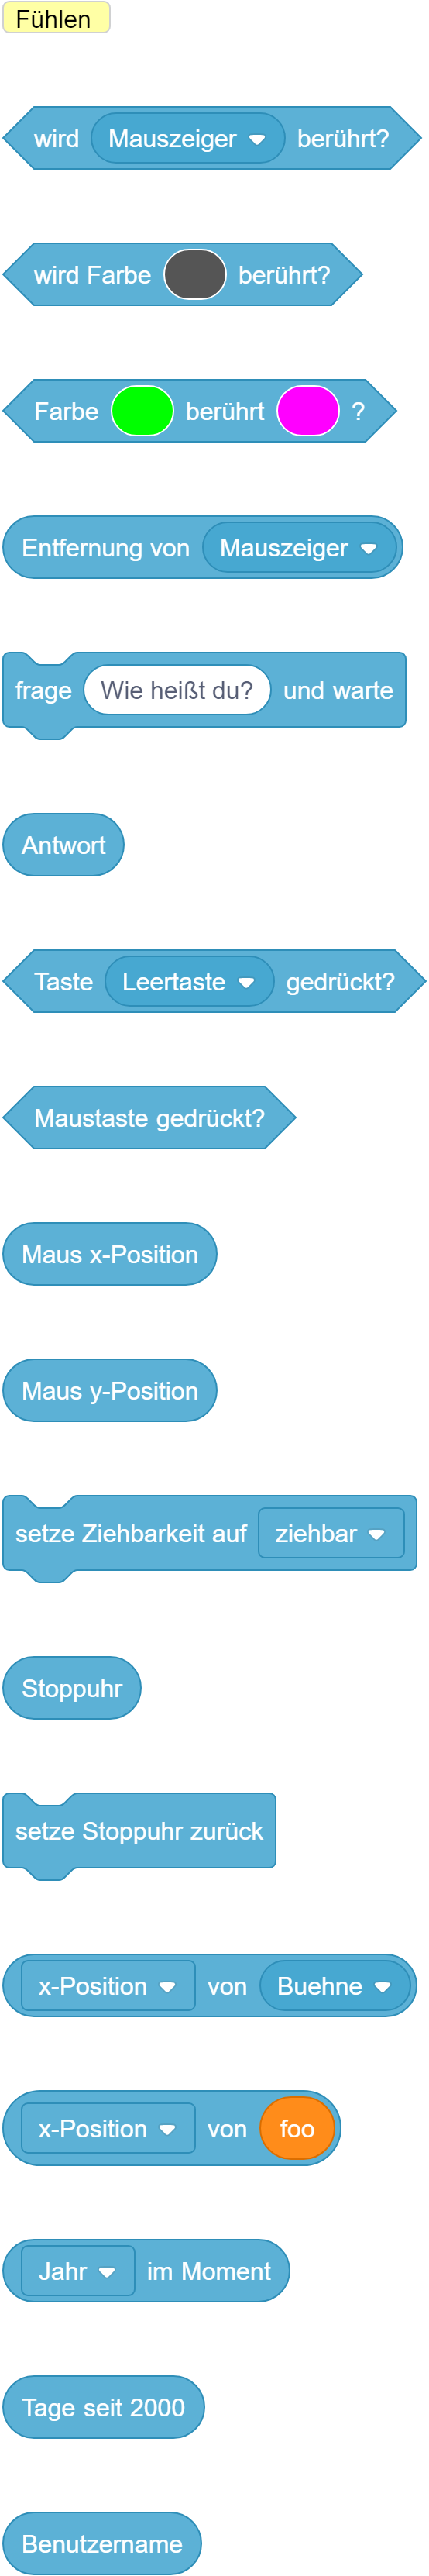 Fühlen
wird Mauszeiger berührt?
wird Farbe berührt?
Farbe berührt ?
Entfernung von Mauszeiger
frage Wie heißt du? und warte
Antwort
Taste Leertaste gedrückt?
Maustaste gedrückt?
Maus x-Position
Maus y-Position
setze Ziehbarkeit auf ziehbar
Stoppuhr
setze Stoppuhr zurück
x-Position von Buehne
x-Position von foo
Jahr im Moment
Tage seit 2000
Benutzername